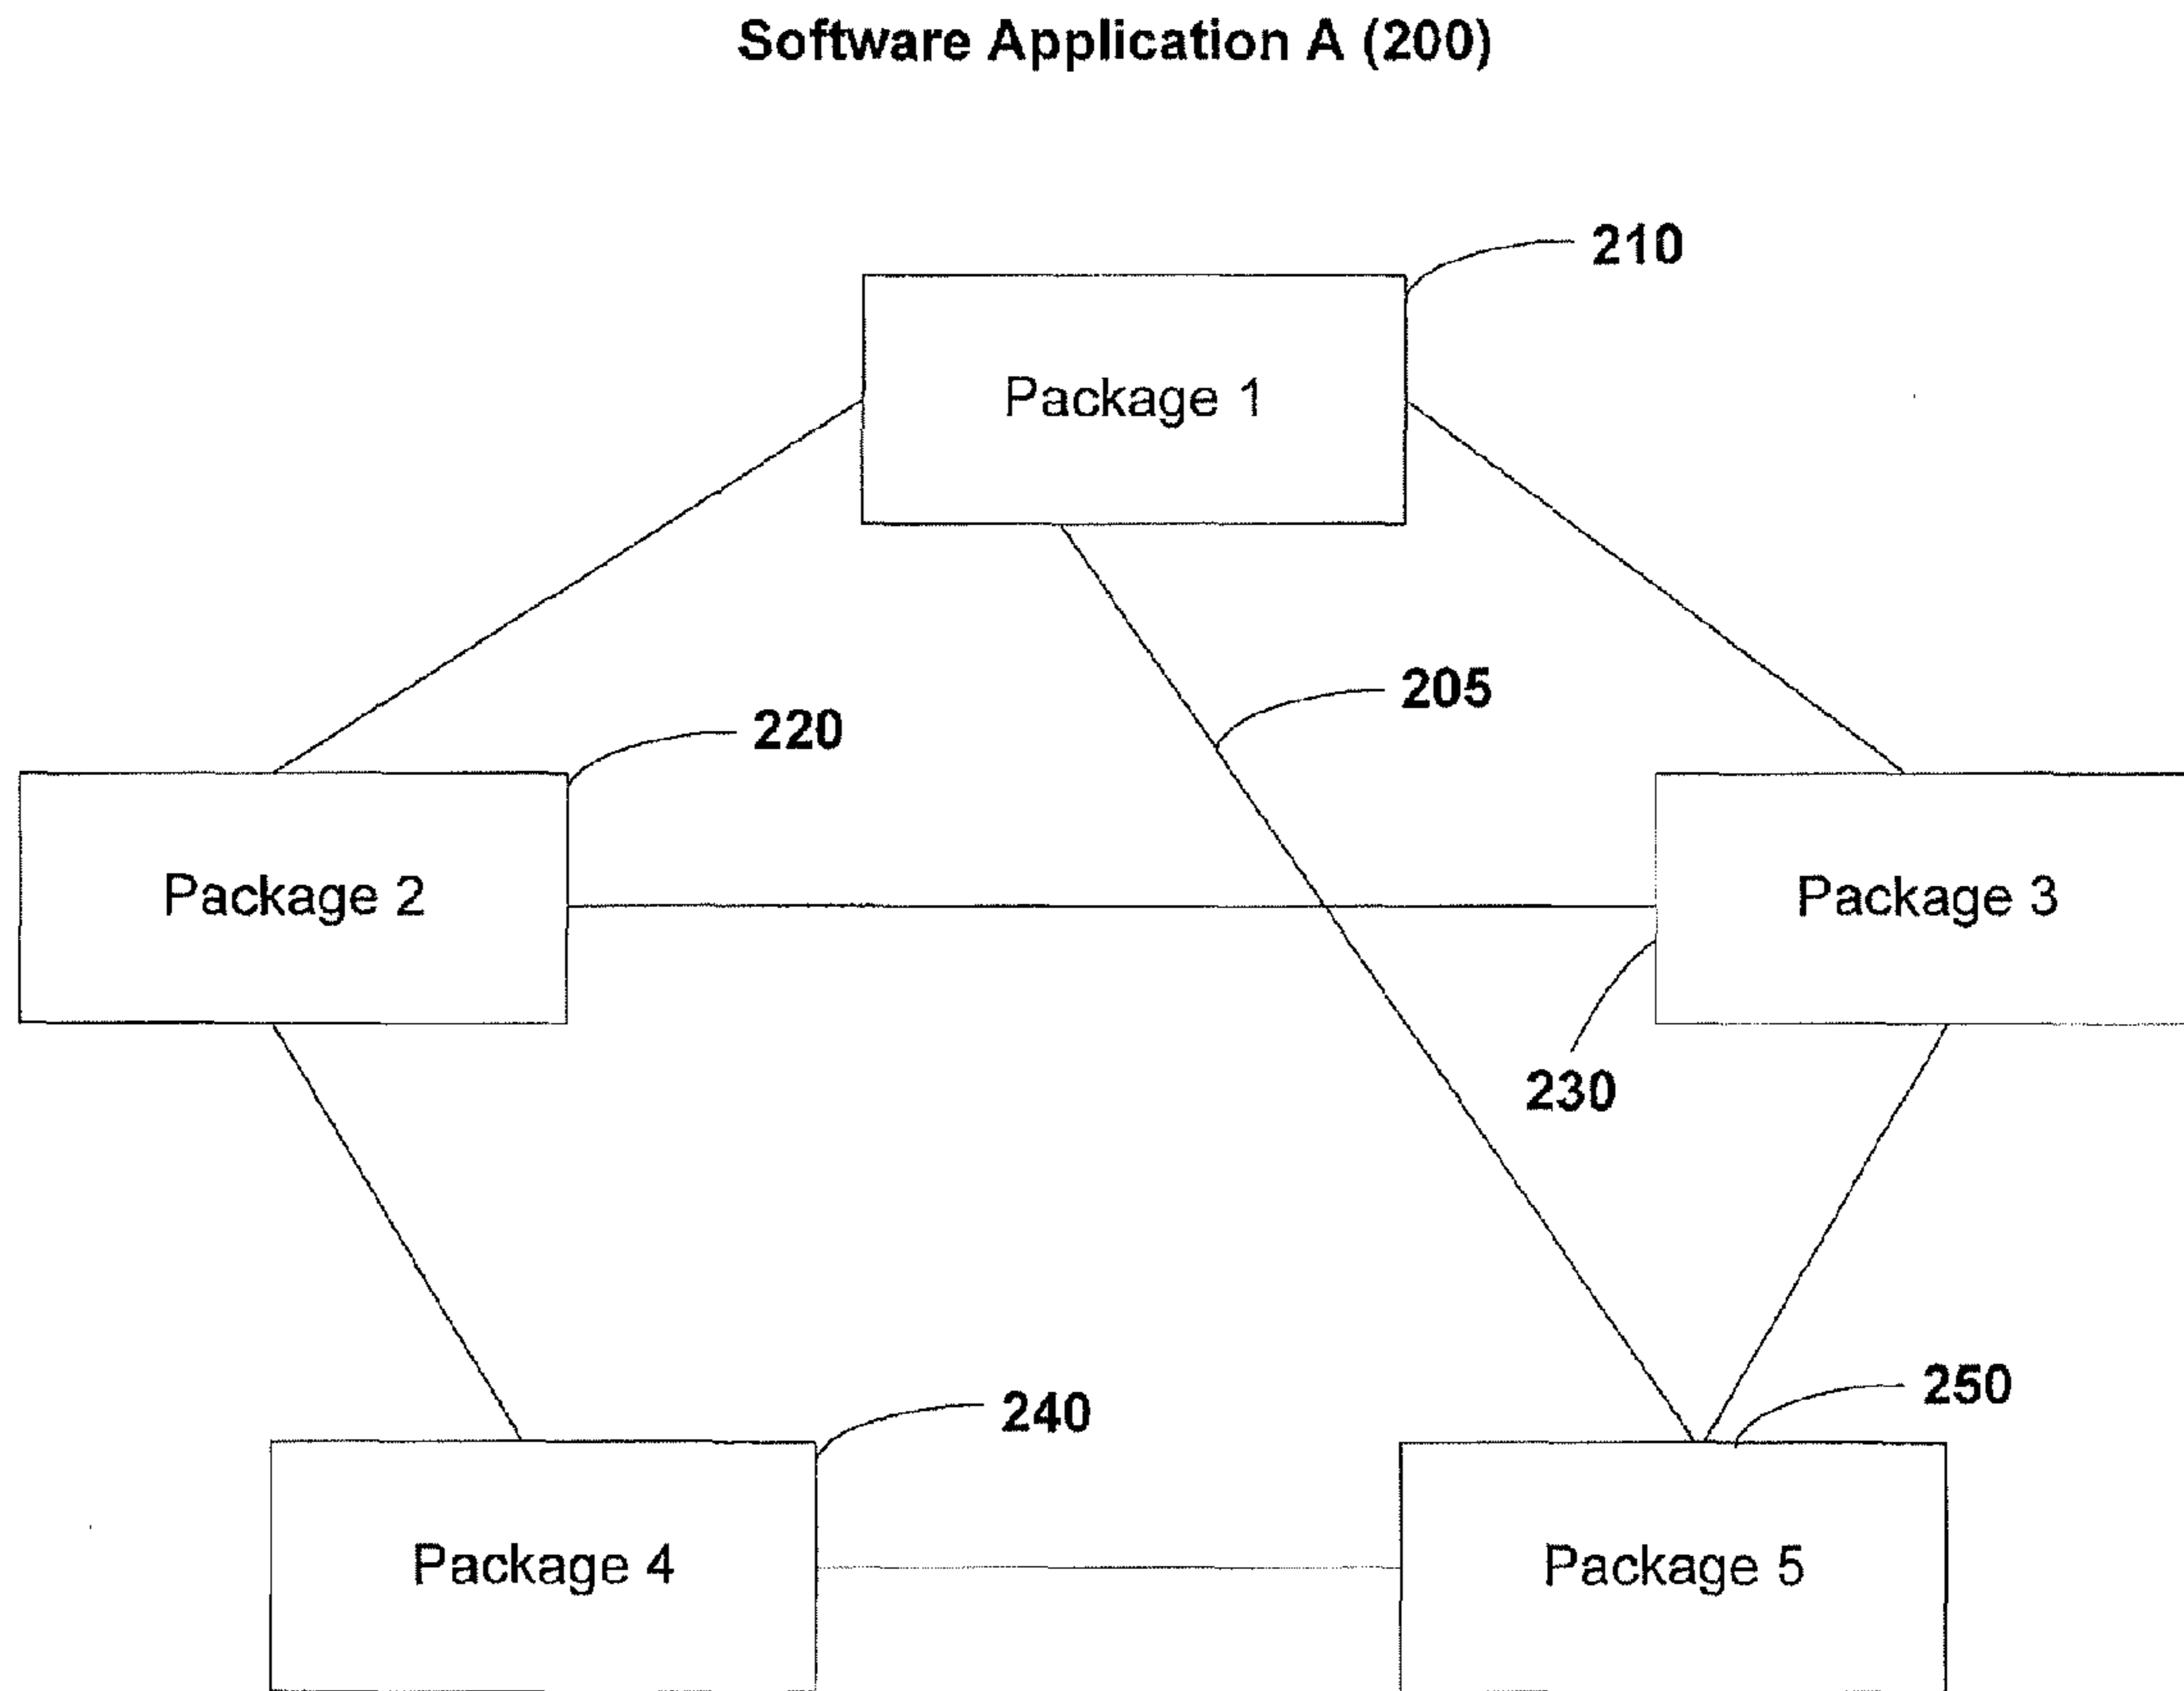 Software Application A (200)
210
Package 1
205
220
Package 2
Package 3
230
240
250
Package 4
Package 5